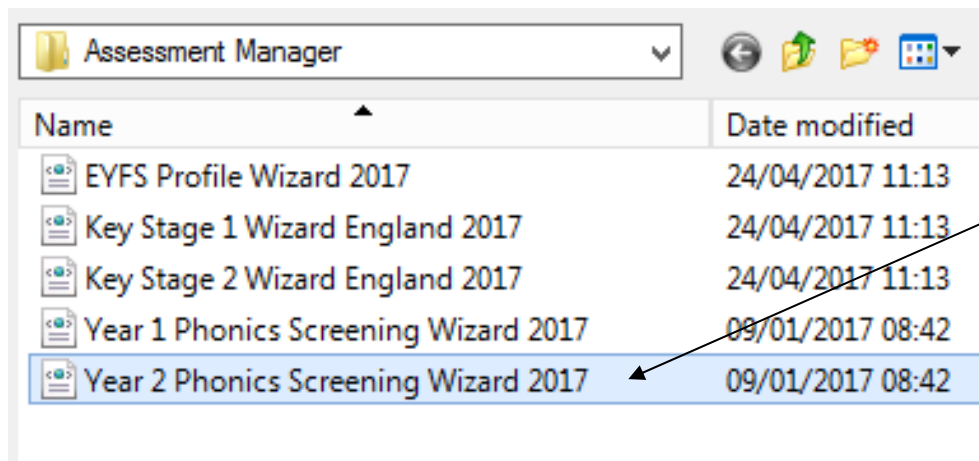 Assessment Manager
Name Date modified
EYFS Profile Wizard 2017 24/04/2017 11:13
Key Stage 1 Wizard England 2017 24/04/2017 11:13
Key Stage 2 Wizard England 2017 24/04/2017 11:13
Year 1 Phonics Screening Wizard 2017 09/01/2017 08:42
Year 2 Phonics Screening Wizard 2017 09/01/2017 08:42